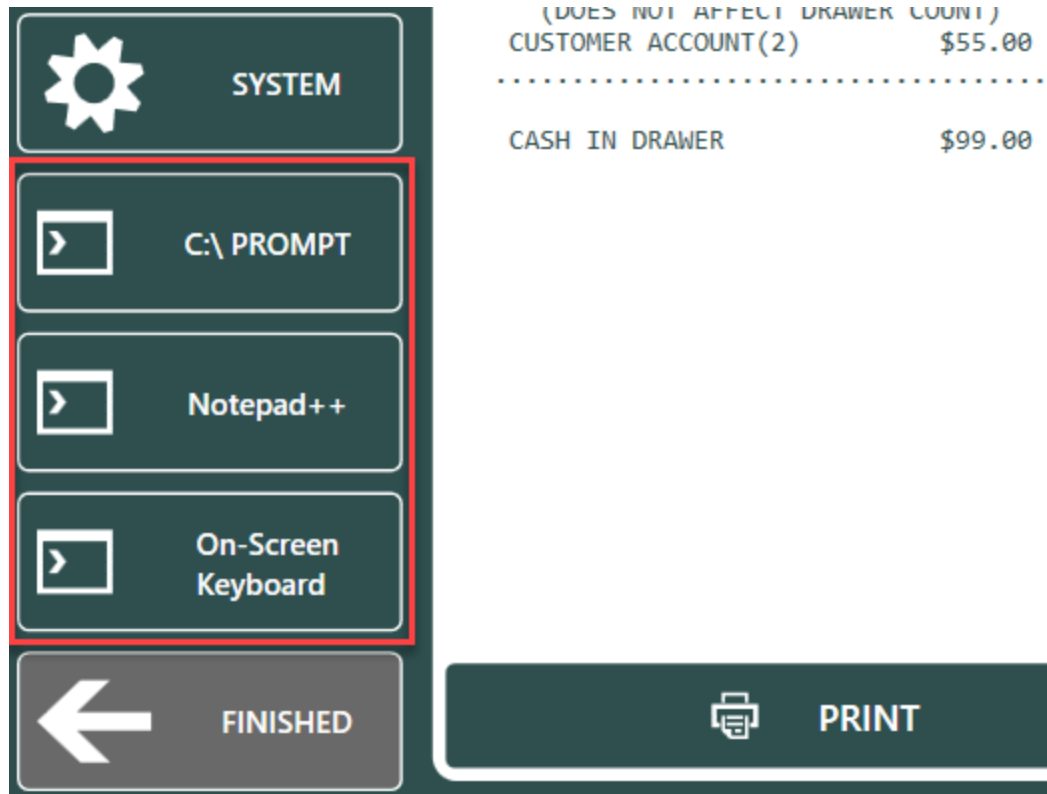 SYSTEM
C:\ PROMPT
Notepad++
On-Screen
Keyboard
FINISHED
(DOES NOT AFFECT DRAWER COUNT)
CUSTOMER ACCOUNT(2) $55.00
CASH IN DRAWER $99.00
PRINT